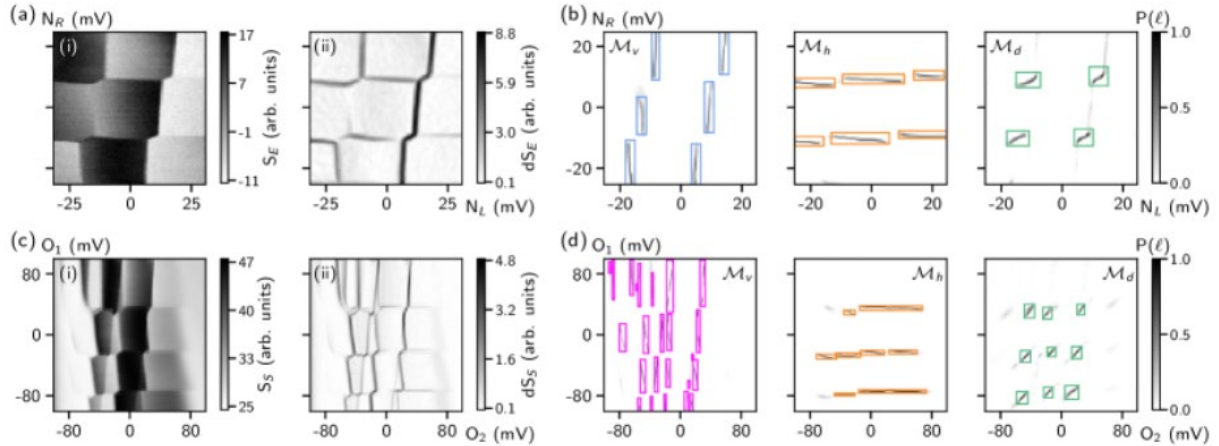 (a) N_R (mV)
(i)
(ii)
17
7
-1
-11
S_E (arb. units)
8.8
5.9
3.0
0.1
dS_E (arb. units)
25
0
-25
-25 0 25
-25 0 25 N_L (mV)
(b) N_R (mV)
M_v
M_h
M_d
P(ℓ)
1.0
0.5
0.0
20
0
-20
-20 0 20
-20 0 20
-20 0 20
N_L (mV)
(c) O_1 (mV)
(i)
(ii)
47
40
33
25
S_S (arb. units)
4.8
3.2
1.6
0.1
dS_S (arb. units)
80
0
-80
-80 0 80
-80 0 80 O_2 (mV)
(d) O_1 (mV)
M_v
M_h
M_d
P(ℓ)
1.0
0.5
0.0
80
0
-80
-80 0 80
-80 0 80
-80 0 80 O_2 (mV)